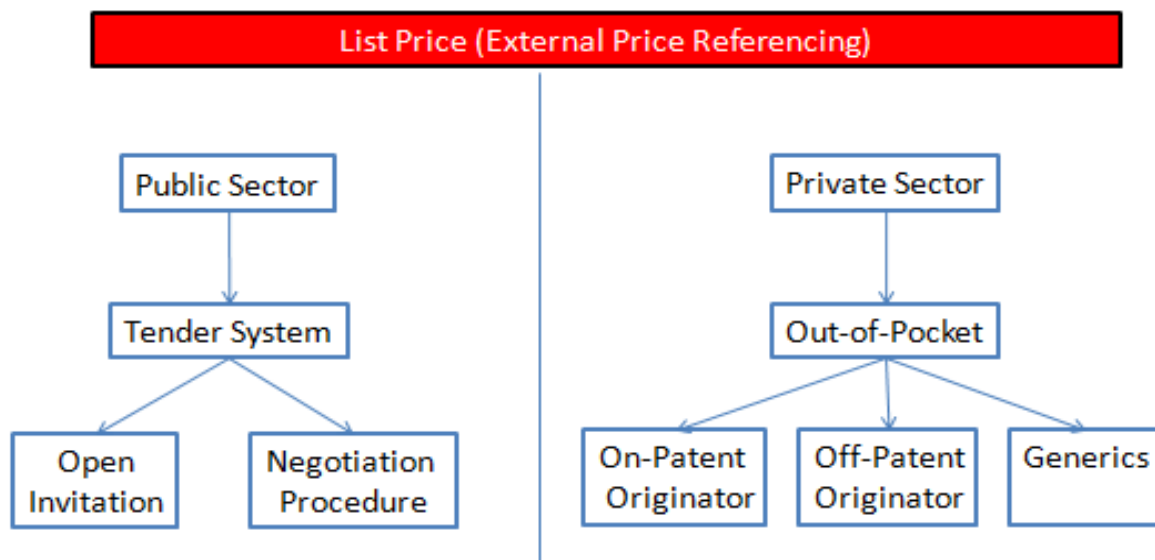 List Price (External Price Referencing)
Public Sector
Private Sector
Tender System
Out-of-Pocket
Open
Invitation
Negotiation
Procedure
On-Patent
Originator
Off-Patent
Originator
Generics